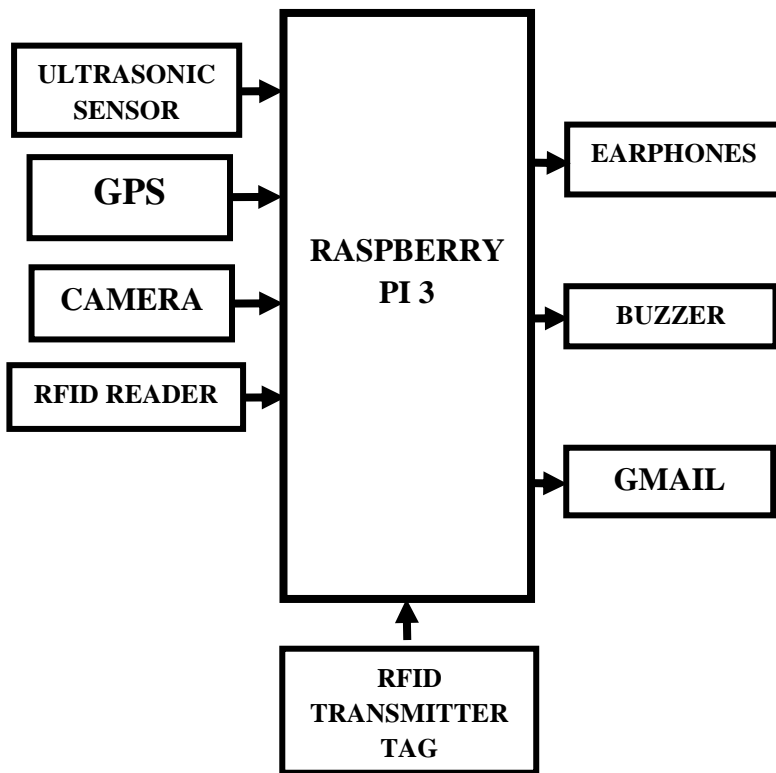 ULTRASONIC
SENSOR
GPS
CAMERA
RFID READER
RASPBERRY
PI 3
EARPHONES
BUZZER
GMAIL
RFID
TRANSMITTER
TAG